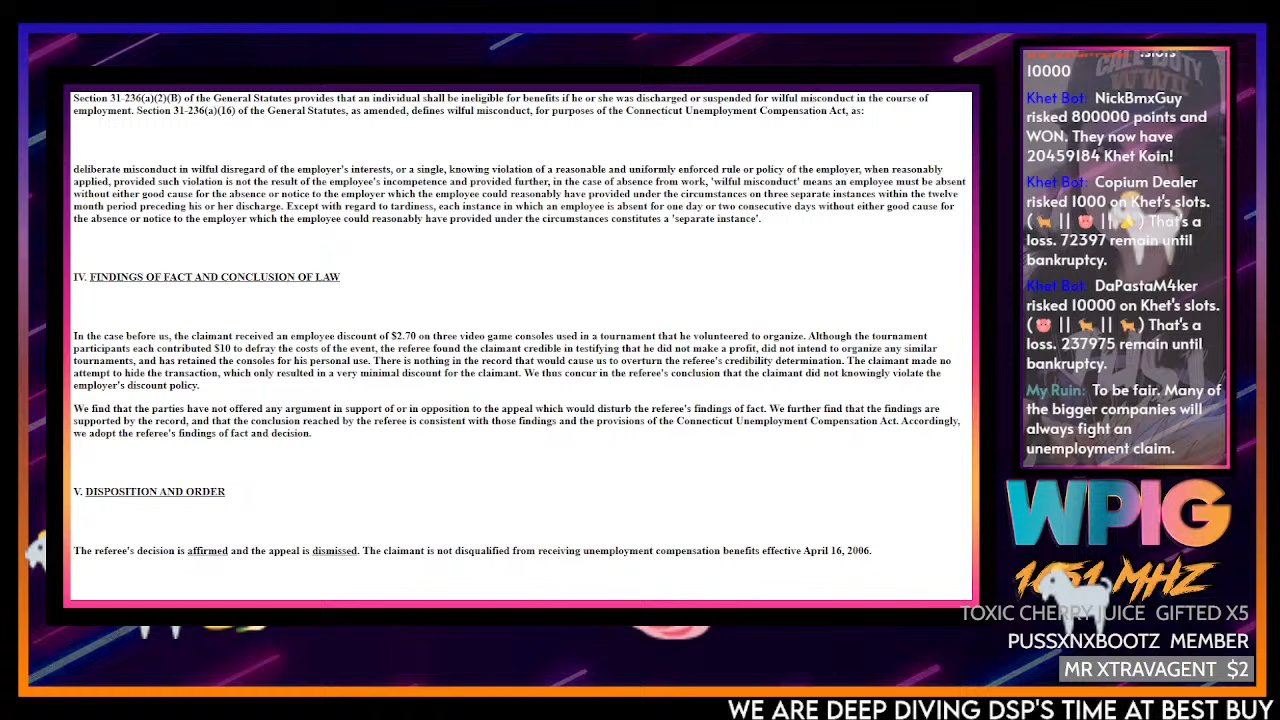 Section 31-236(a)(2)(B) of the General Statutes provides that an individual shall be ineligible for benefits if he or she was discharged or suspended for wilful misconduct in the course of
employment. Section 31-236(a)(16) of the General Statutes, as amended, defines wilful misconduct, for purposes of the Connecticut Unemployment Compensation Act, as:
deliberate misconduct in wilful disregard of the employer's interests, or a single, knowing violation of a reasonable and uniformly enforced rule or policy of the employer, when reasonably
applied, provided such violation is not the result of the employee's incompetence and provided further, in the case of absence from work, 'wilful misconduct' means an employee must be absent
without either good cause for the absence or notice to the employer which the employee could reasonably have provided under the circumstances on three separate instances within the twelve
month period preceding his or her discharge. Except with regard to tardiness, each instance in which an employee is absent for one day or two consecutive days without either good cause for
the absence or notice to the employer which the employee could reasonably have provided under the circumstances constitutes a 'separate instance'.
IV. FINDINGS OF FACT AND CONCLUSION OF LAW
In the case before us, the claimant received an employee discount of $2.70 on three video game consoles used in a tournament that he volunteered to organize. Although the tournament
participants each contributed $10 to defray the costs of the event, the referee found the claimant credible in testifying that he did not make a profit, did not intend to organize any similar
tournaments, and has retained the consoles for his personal use. There is nothing in the record that would cause us to overturn the referee's credibility determination. The claimant made no
attempt to hide the transaction, which only resulted in a very minimal discount for the claimant. We thus concur in the referee's conclusion that the claimant did not knowingly violate the
employer's discount policy.
We find that the parties have not offered any argument in support of or in opposition to the appeal which would disturb the referee's findings of fact. We further find that the findings are
supported by the record, and that the conclusion reached by the referee is consistent with those findings and the provisions of the Connecticut Unemployment Compensation Act. Accordingly,
we adopt the referee's findings of fact and decision.
V. DISPOSITION AND ORDER
The referee's decision is affirmed and the appeal is dismissed. The claimant is not disqualified from receiving unemployment compensation benefits effective April 16, 2006.
10000
Khet Bot: NickBmxGuy
risked 800000 points and
WON. They now have
20459184 Khet Koin!
Khet Bot: Copium Dealer
risked 1000 on Khet's slots.
( || || ) That's a
loss. 72397 remain until
bankruptcy.
Khet Bot: DaPastaM4ker
risked 10000 on Khet's slots.
( || || ) That's a
loss. 237975 remain until
bankruptcy.
My Ruin: To be fair. Many of
the bigger companies will
always fight an
unemployment claim.
WPIG
MHZ
TOXIC CHERRY JUICE GIFTED X5
PUSSXNXBOOTZ MEMBER
MR XTRAVAGENT $2
WE ARE DEEP DIVING DSP'S TIME AT BEST BUY